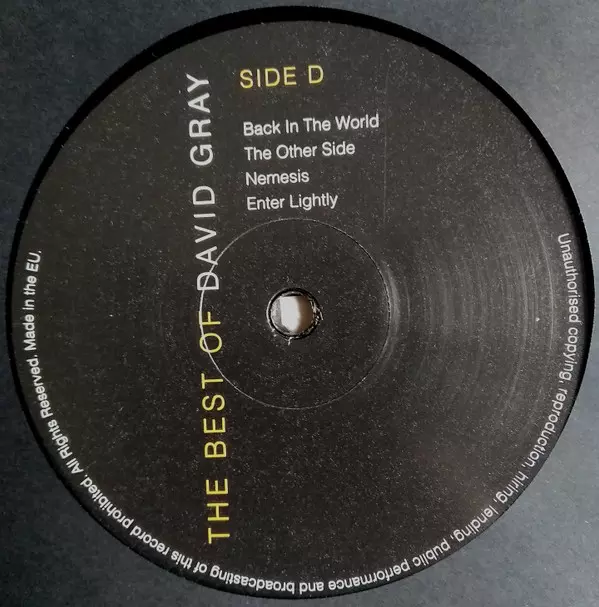 SIDE D
Back In The World
The Other Side
Nemesis
Enter Lightly
THE BEST OF DAVID GRAY
Unauthorised copying, reproduction, hiring, lending, public performance and broadcasting of this record prohibited. All Rights Reserved. Made in the EU.